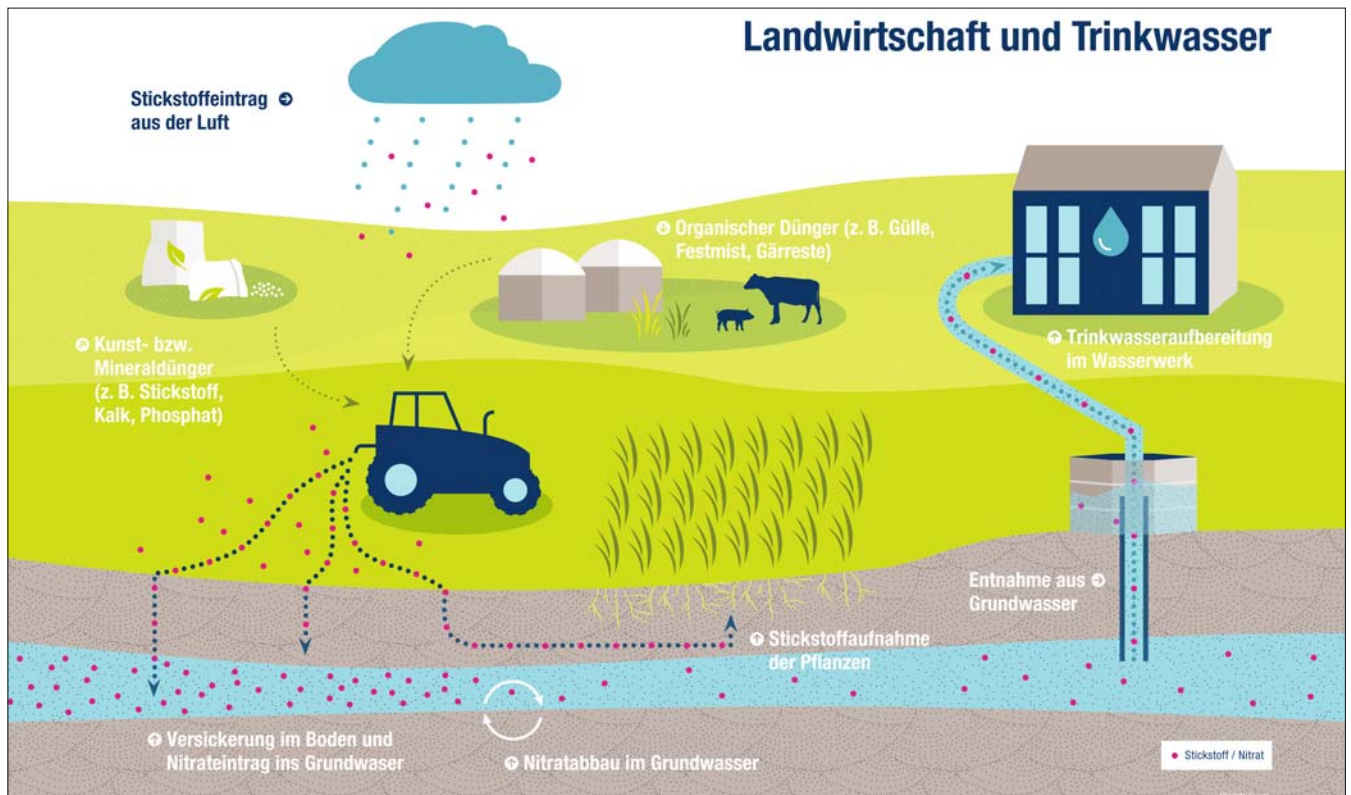 Landwirtschaft und Trinkwasser
Stickstoffeintrag
aus der Luft
Organischer Dünger (z. B. Gülle,
Festmist, Gärreste)
Kunst- bzw.
Mineraldünger
(z. B. Stickstoff,
Kalk, Phosphat)
Trinkwasseraufbereitung
im Wasserwerk
Entnahme aus
Grundwasser
Stickstoffaufnahme
der Pflanzen
Versickerung im Boden und
Nitrateintrag ins Grundwaser
Nitratabbau im Grundwasser
Stickstoff / Nitrat